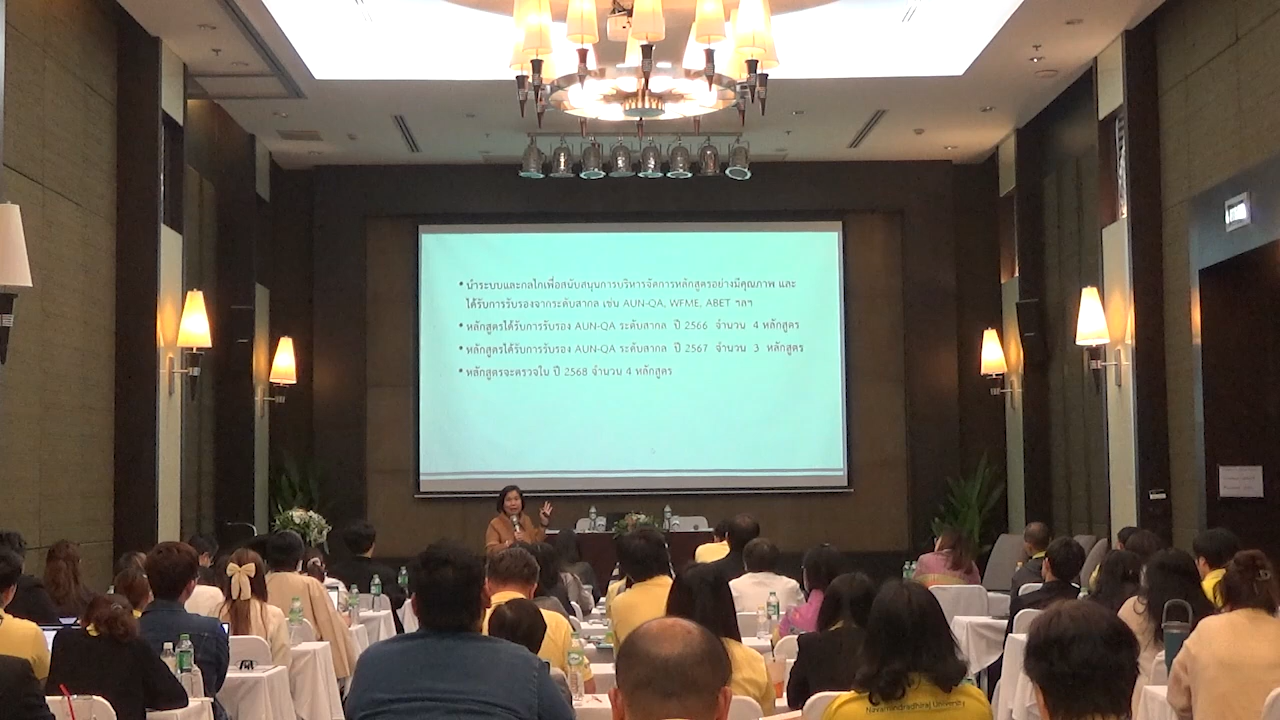 • นำระบบและกลไกเพื่อสนับสนุนการบริหารจัดการหลักสูตรอย่างมีคุณภาพ และ
ได้รับการรับรองจากระดับสากล เช่น AUN-QA, WFME, ABET ฯลฯ
• หลักสูตรได้รับการรับรอง AUN-QA ระดับสากล ปี 2566 จำนวน 4 หลักสูตร
• หลักสูตรได้รับการรับรอง AUN-QA ระดับสากล ปี 2567 จำนวน 3 หลักสูตร
• หลักสูตรจะตรวจใน ปี 2568 จำนวน 4 หลักสูตร
Navamindradhiraj University